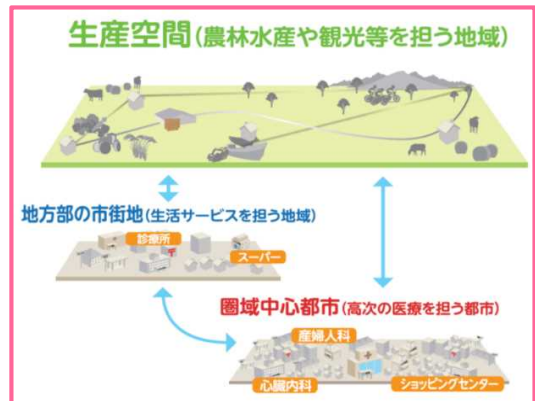 生産空間(農林水産や観光等を担う地域)
地方部の市街地(生活サービスを担う地域)
診療所
スーパー
圏域中心都市(高次の医療を担う都市)
産婦人科
心臓内科
ショッピングセンター